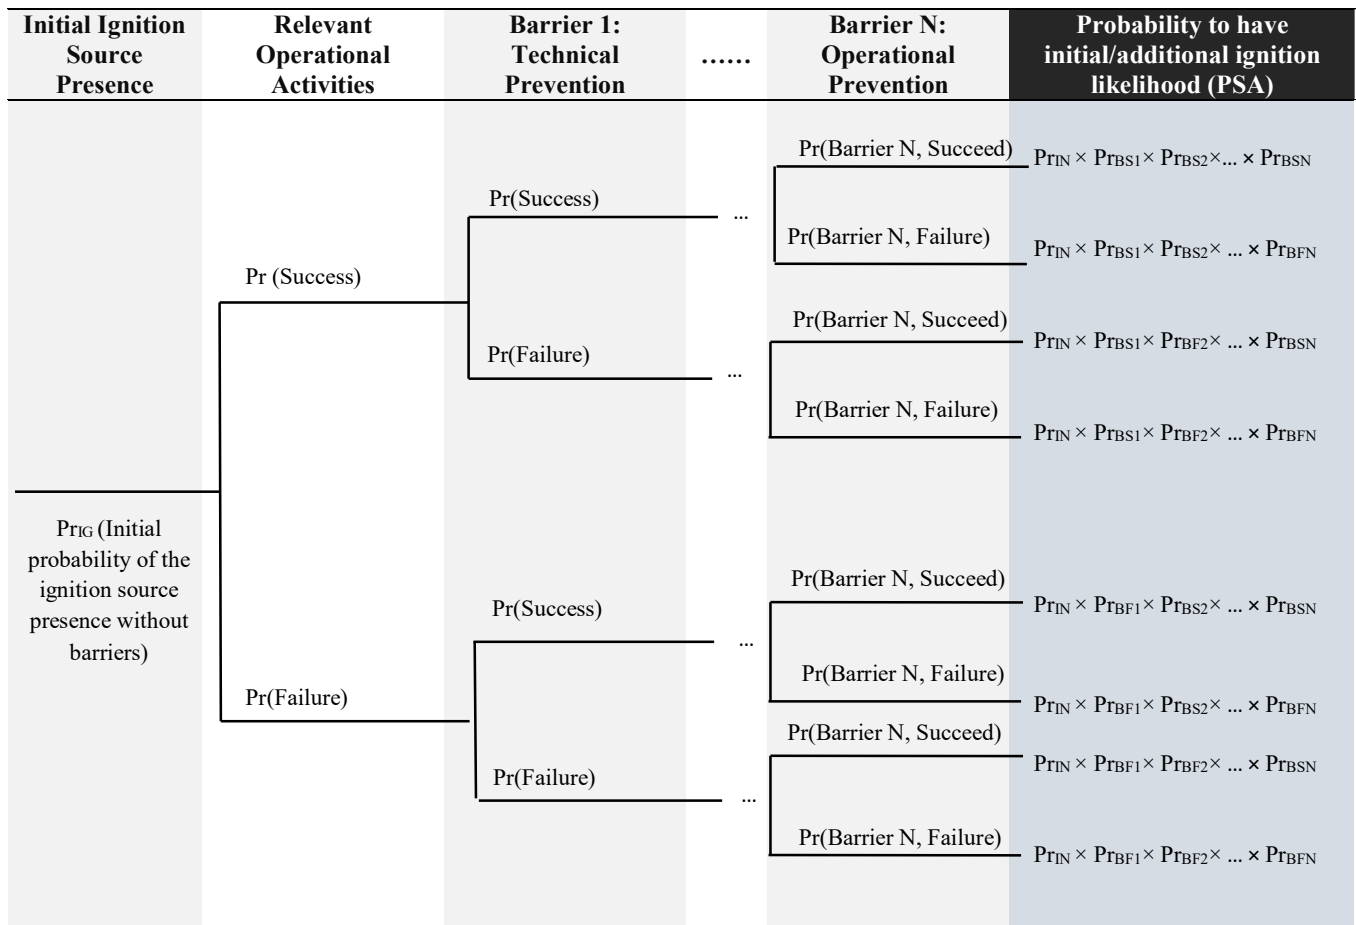 Initial Ignition
Source
Presence
Relevant
Operational
Activities
Barrier 1:
Technical
Prevention
……
Barrier N:
Operational
Prevention
Probability to have
initial/additional ignition
likelihood (PSA)
Pr(Barrier N, Succeed)
PrIN × PrBS1× PrBS2 ×... × PrBSN
Pr(Success)
...
Pr(Barrier N, Failure)
PrIN × PrBS1× PrBS2× ... × PrBFN
Pr (Success)
Pr(Barrier N, Succeed)
PrIN × PrBS1× PrBF2× ... × PrBSN
Pr(Failure)
...
Pr(Barrier N, Failure)
PrIN × PrBS1× PrBF2× ... × PrBFN
PrIG (Initial
probability of the
ignition source
presence without
barriers)
Pr(Barrier N, Succeed)
PrIN × PrBF1× PrBS2× ... × PrBSN
Pr(Success)
...
Pr(Barrier N, Failure)
PrIN × PrBF1× PrBS2× ... × PrBFN
Pr(Failure)
Pr(Barrier N, Succeed)
PrIN × PrBF1× PrBF2× ... × PrBSN
Pr(Failure)
...
Pr(Barrier N, Failure)
PrIN × PrBF1× PrBF2× ... × PrBFN